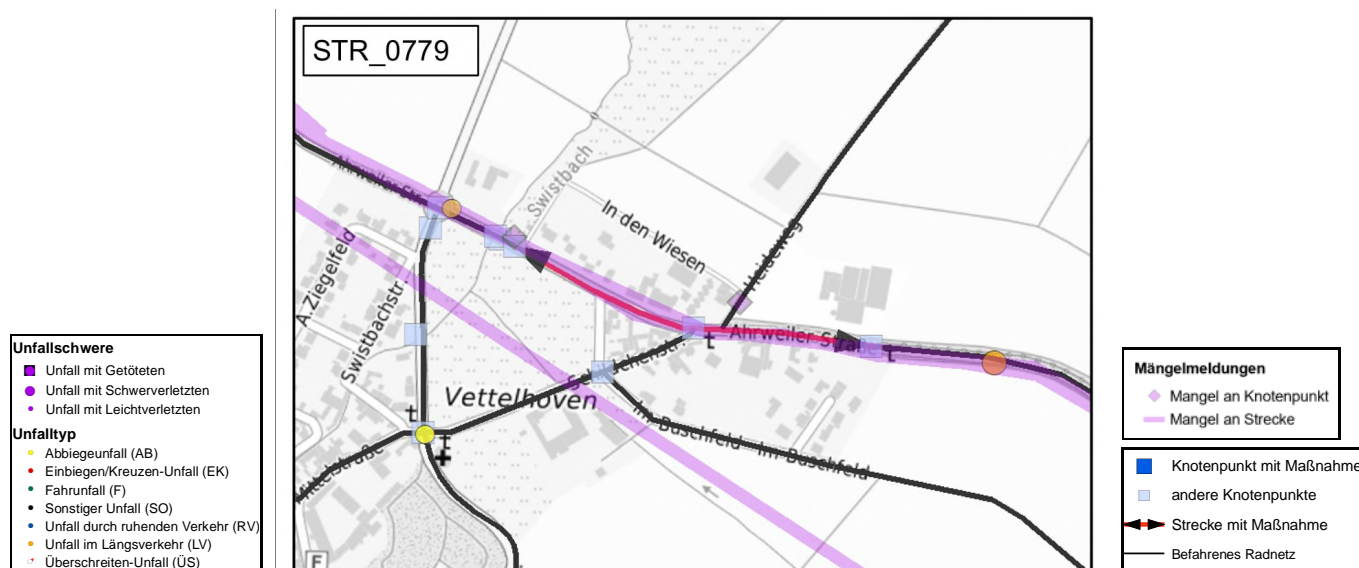 STR_0779
Ahrweiler Str
Swistbach
In den Wiesen
Heideweg
A.Ziegelfeld
Swistbachstr.
Ahrweiler Straße
Vettelhoven
Im Buschfeld
Im Buschfeld
Mittelstraße
F
Unfallschwere
Unfall mit Getöteten
Unfall mit Schwerverletzten
Unfall mit Leichtverletzten
Unfalltyp
Abbiegeunfall (AB)
Einbiegen/Kreuzen-Unfall (EK)
Fahrunfall (F)
Sonstiger Unfall (SO)
Unfall durch ruhenden Verkehr (RV)
Unfall im Längsverkehr (LV)
Überschreiten-Unfall (ÜS)
Mängelmeldungen
Mangel an Knotenpunkt
Mangel an Strecke
Knotenpunkt mit Maßnahme
andere Knotenpunkte
Strecke mit Maßnahme
Befahrenes Radnetz